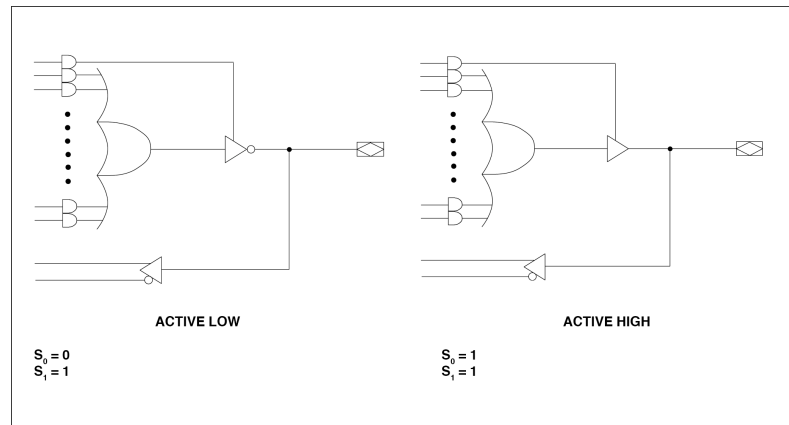 ACTIVE LOW
ACTIVE HIGH
S0 = 0
S1 = 1
S0 = 1
S1 = 1